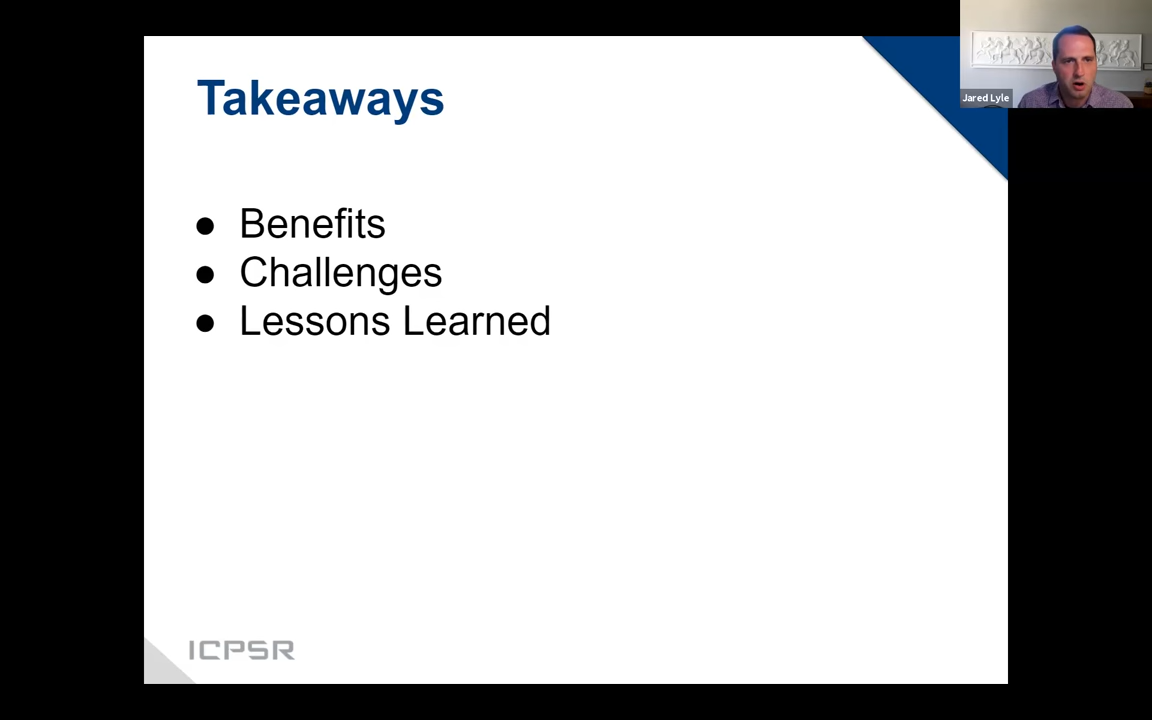 Takeaways
Jared Lyle
● Benefits
● Challenges
● Lessons Learned
ICPSR